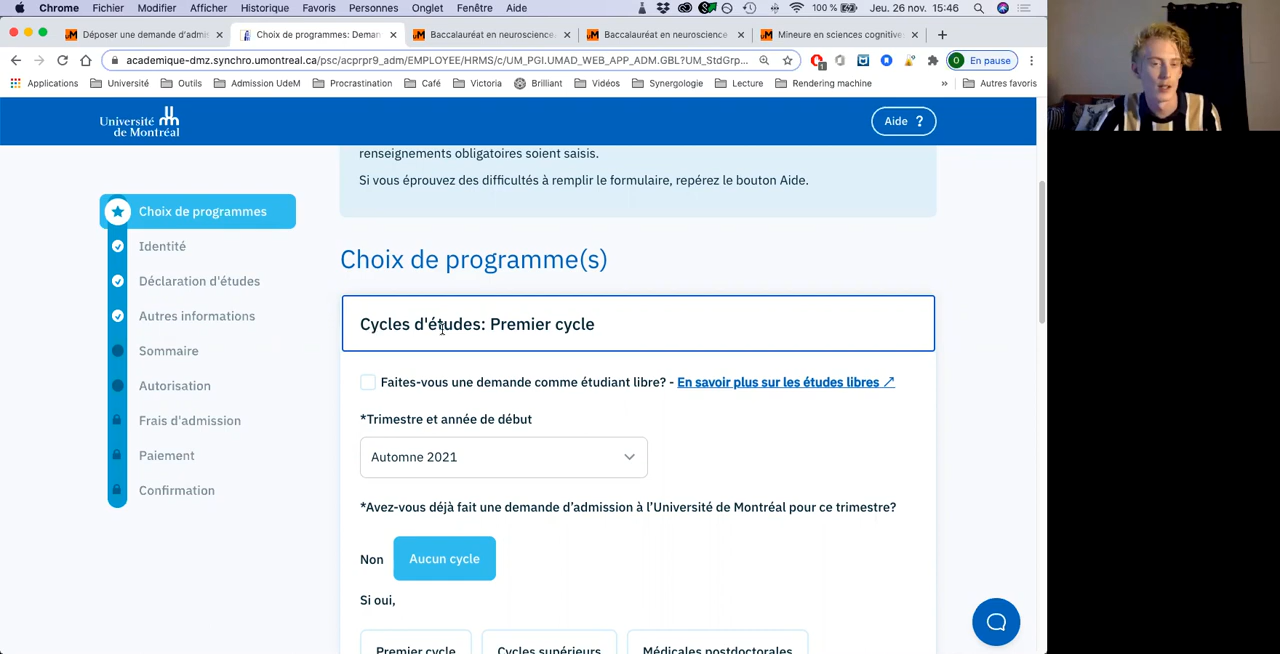 Chrome Fichier Modifier Afficher Historique Favoris Personnes Onglet Fenêtre Aide 100 % Jeu. 26 nov. 15:46
Déposer une demande d'admis Choix de programmes: Deman Baccalauréat en neuroscience. Baccalauréat en neuroscience Mineure en sciences cognitive
academique-dmz.synchro.umontreal.ca/psc/acprpr9_adm/EMPLOYEE/HRMS/c/UM_PGI.UMAD_WEB_APP_ADM.GBL?UM_StdGrp... 1 O En pause
Applications Université Outils Admission UdeM Procrastination Café Victoria Brilliant Vidéos Synergologie Lecture Rendering machine » Autres favoris
Université
de Montréal
Aide ?
renseignements obligatoires soient saisis.
Si vous éprouvez des difficultés à remplir le formulaire, repérez le bouton Aide.
Choix de programmes
Identité
Déclaration d'études
Autres informations
Sommaire
Autorisation
Frais d'admission
Paiement
Confirmation
Choix de programme(s)
Cycles d'études: Premier cycle
Faites-vous une demande comme étudiant libre? - En savoir plus sur les études libres ↗
*Trimestre et année de début
Automne 2021
*Avez-vous déjà fait une demande d’admission à l’Université de Montréal pour ce trimestre?
Non Aucun cycle
Si oui,
Premier cycle Cycles supérieurs Médicales postdoctorales